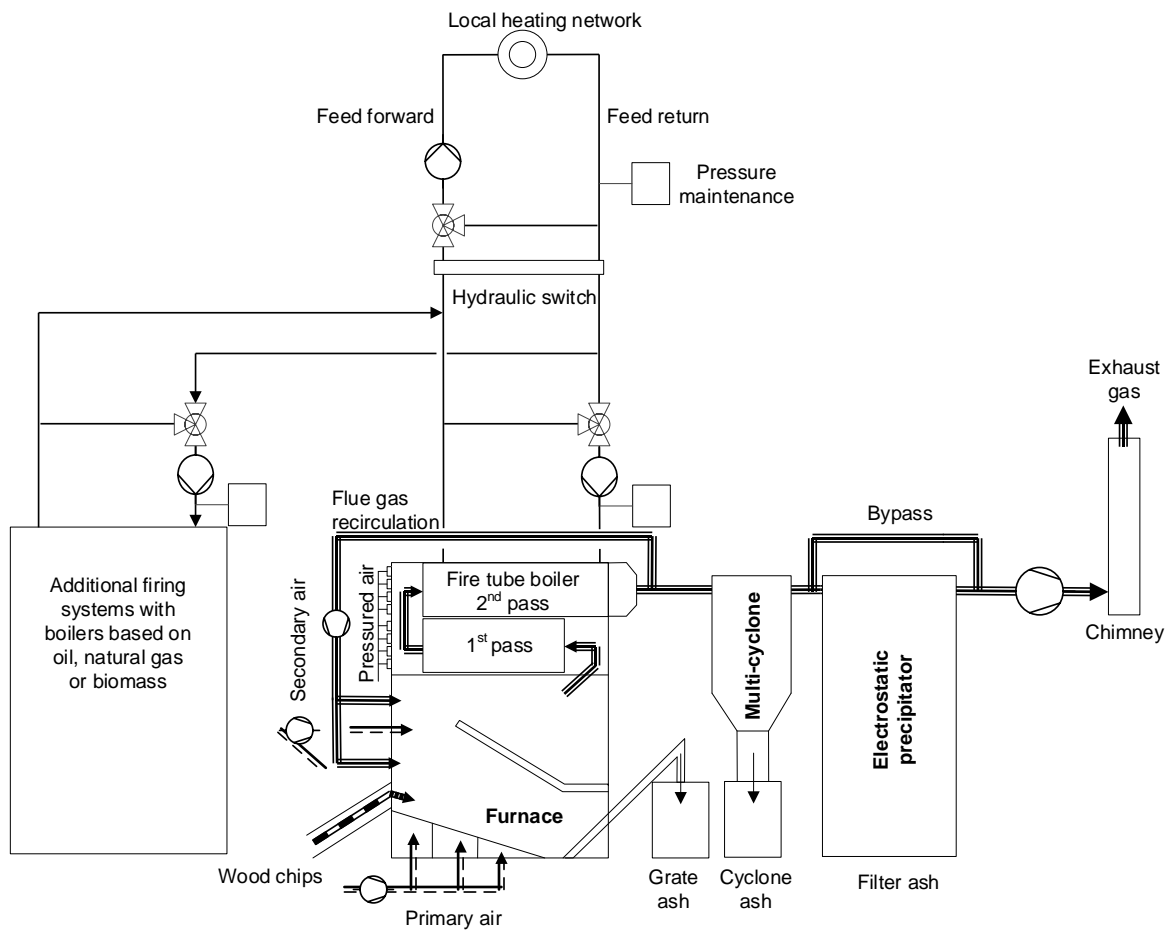 Local heating network
Feed forward
Feed return
Pressure
maintenance
Hydraulic switch
Exhaust
gas
Flue gas
recirculation
Bypass
Additional firing
systems with
boilers based on
oil, natural gas
or biomass
Secondary air
Pressured air
Fire tube boiler
2nd pass
1st pass
Multi-cyclone
Electrostatic
precipitator
Chimney
Furnace
Wood chips
Primary air
Grate
ash
Cyclone
ash
Filter ash